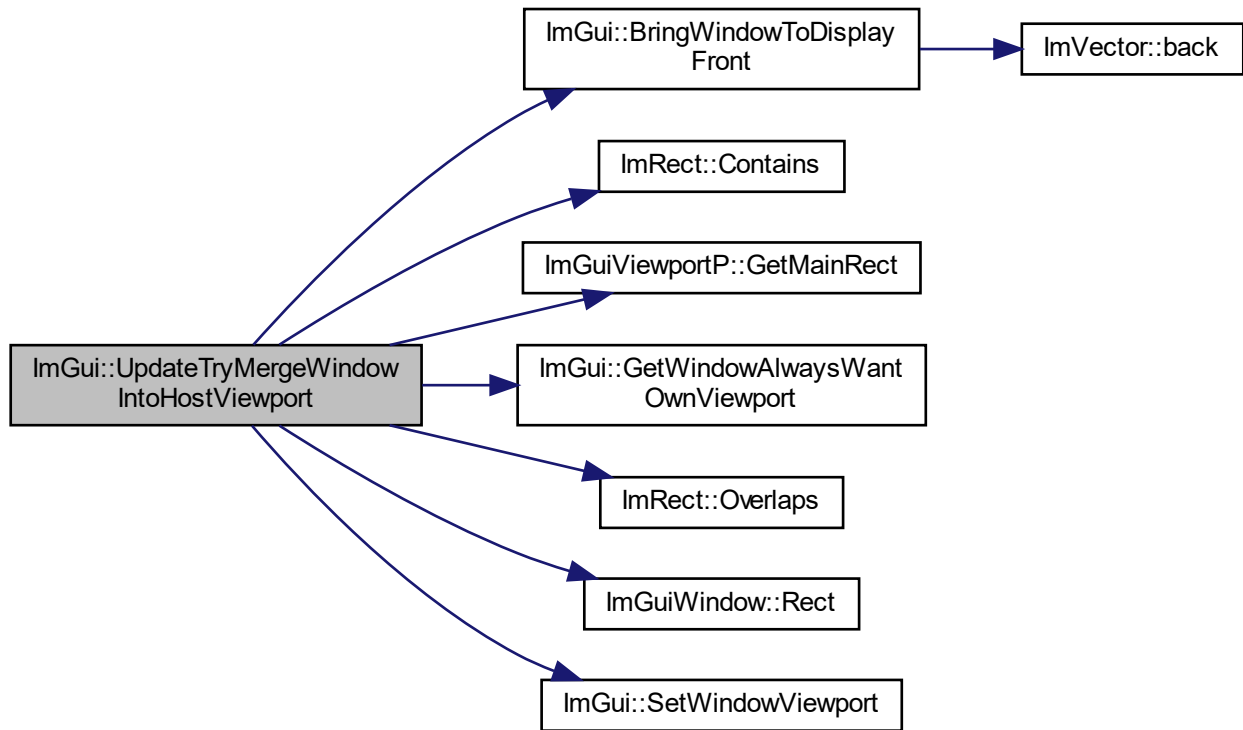 ImGui::BringWindowToDisplay
Front
ImVector::back
ImRect::Contains
ImGuiViewportP::GetMainRect
ImGui::UpdateTryMergeWindow
IntoHostViewport
ImGui::GetWindowAlwaysWant
OwnViewport
ImRect::Overlaps
ImGuiWindow::Rect
ImGui::SetWindowViewport